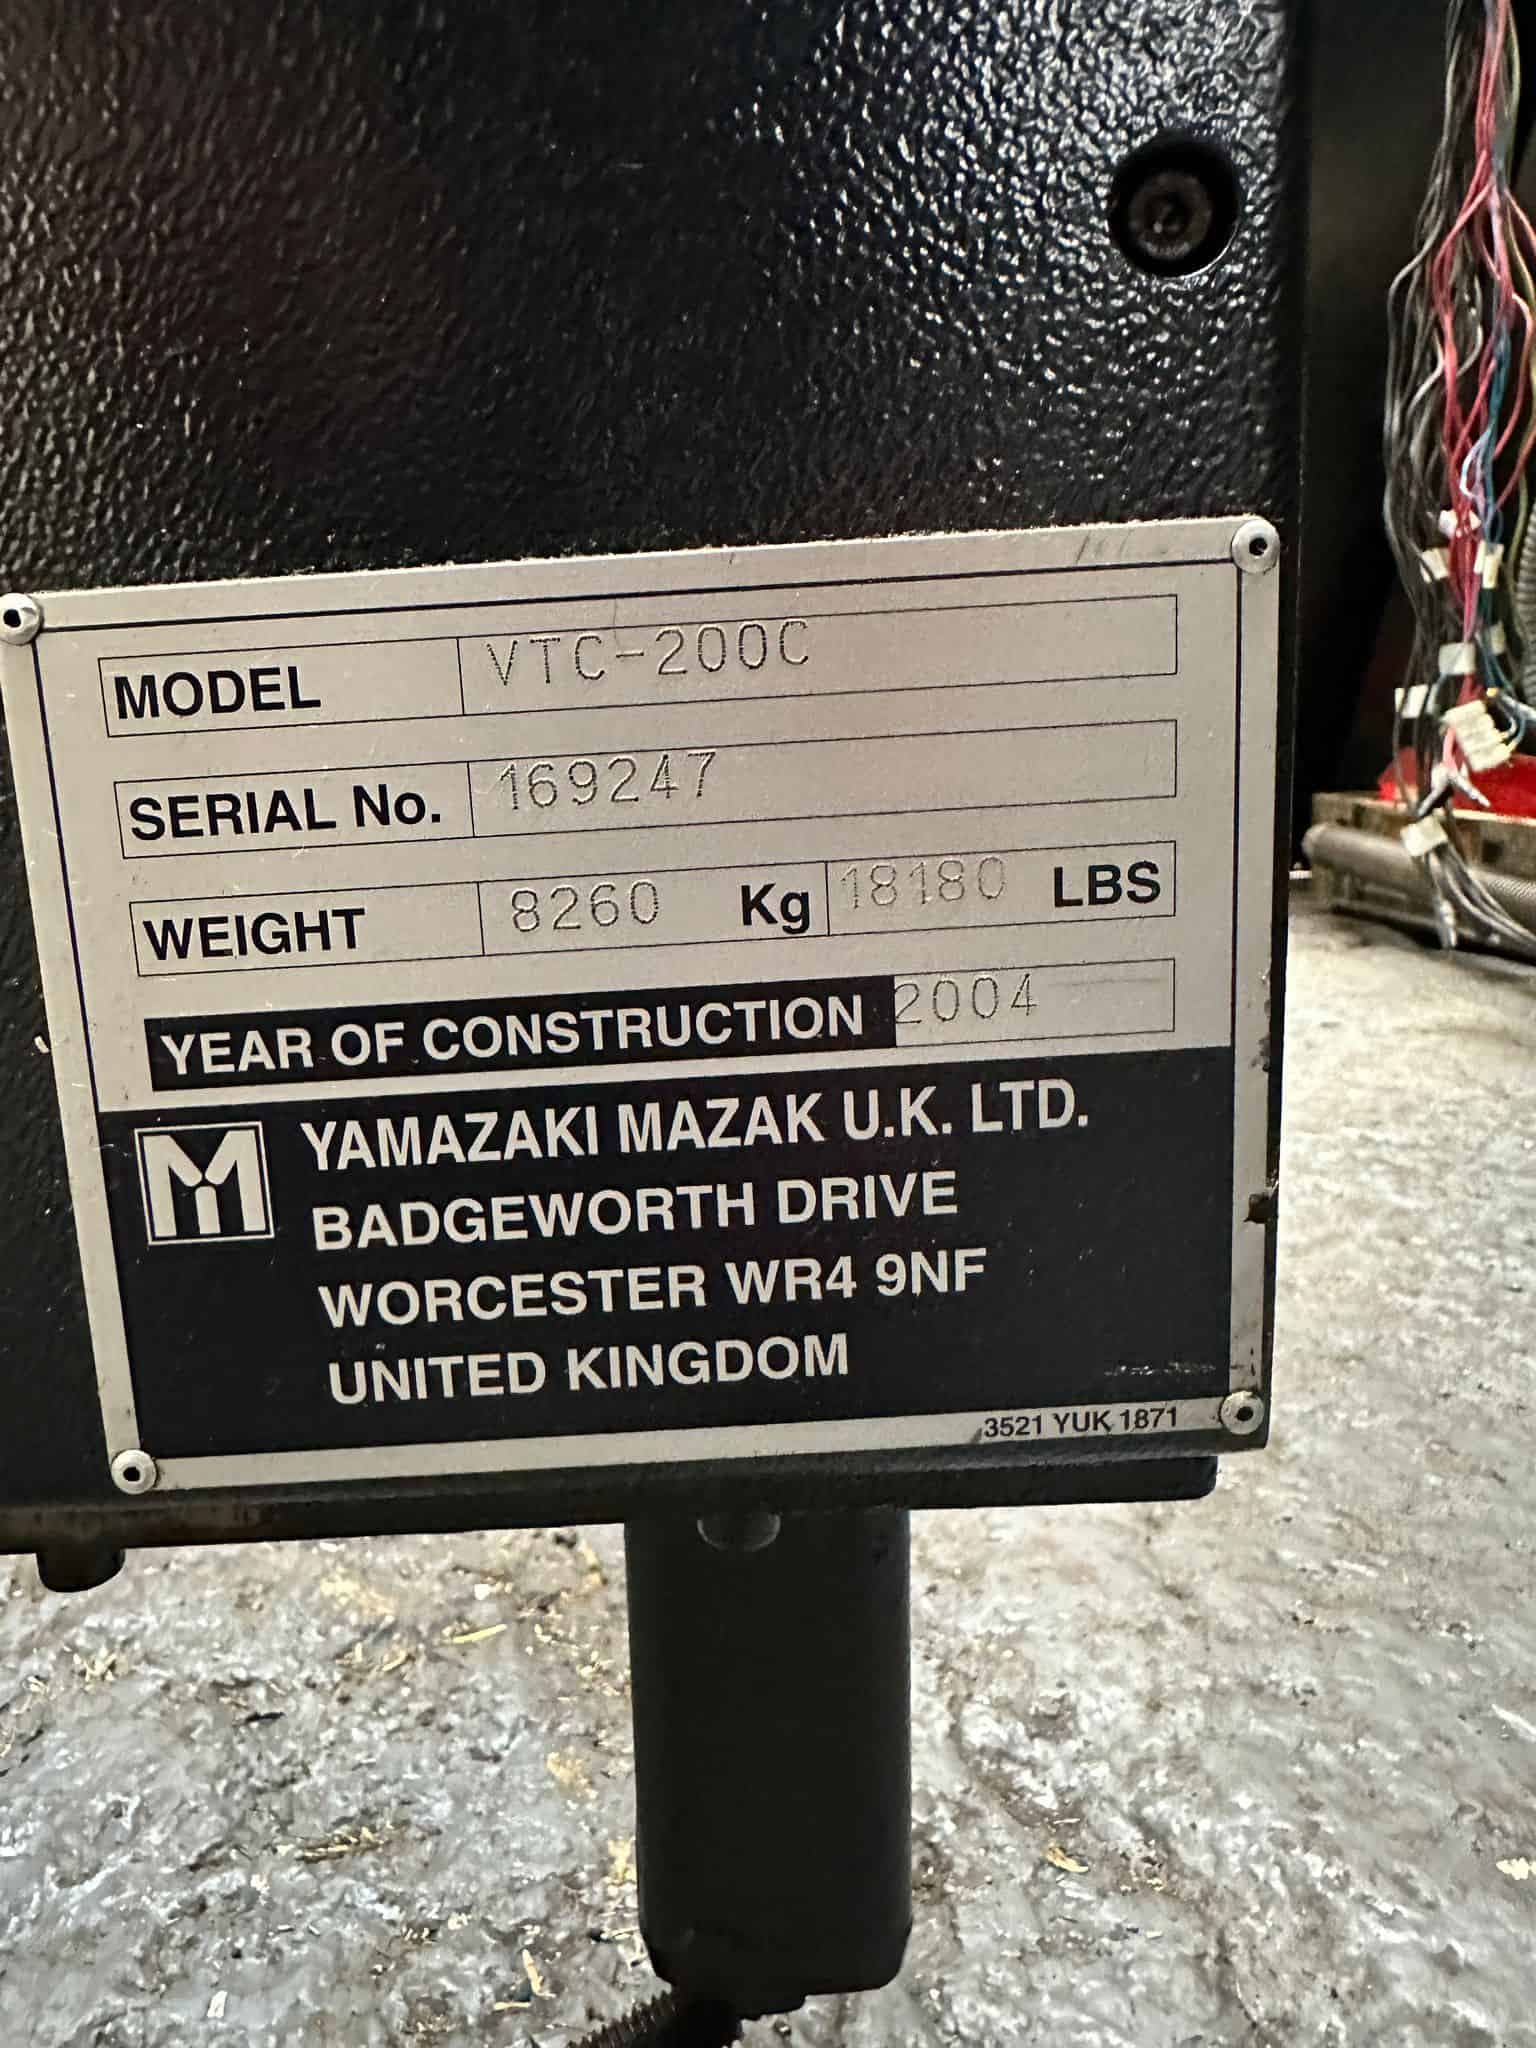 MODEL VTC-200C
SERIAL No. 169247
WEIGHT 8260 Kg 18180 LBS
YEAR OF CONSTRUCTION 2004
YAMAZAKI MAZAK U.K. LTD.
BADGEWORTH DRIVE
WORCESTER WR4 9NF
UNITED KINGDOM
3521 YUK 1871